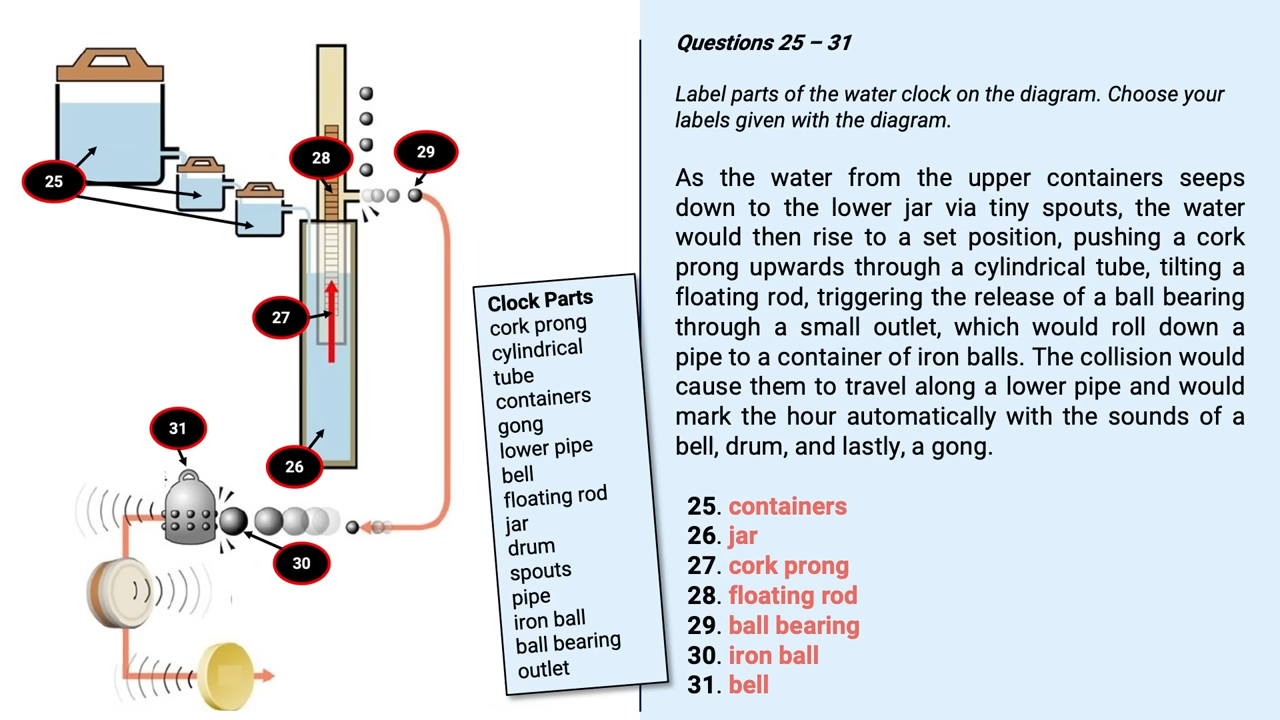 25
28
29
27
26
31
30
Clock Parts
cork prong
cylindrical
tube
containers
gong
lower pipe
bell
floating rod
jar
drum
spouts
pipe
iron ball
ball bearing
outlet
Questions 25 – 31
Label parts of the water clock on the diagram. Choose your
labels given with the diagram.
As the water from the upper containers seeps
down to the lower jar via tiny spouts, the water
would then rise to a set position, pushing a cork
prong upwards through a cylindrical tube, tilting a
floating rod, triggering the release of a ball bearing
through a small outlet, which would roll down a
pipe to a container of iron balls. The collision would
cause them to travel along a lower pipe and would
mark the hour automatically with the sounds of a
bell, drum, and lastly, a gong.
25. containers
26. jar
27. cork prong
28. floating rod
29. ball bearing
30. iron ball
31. bell